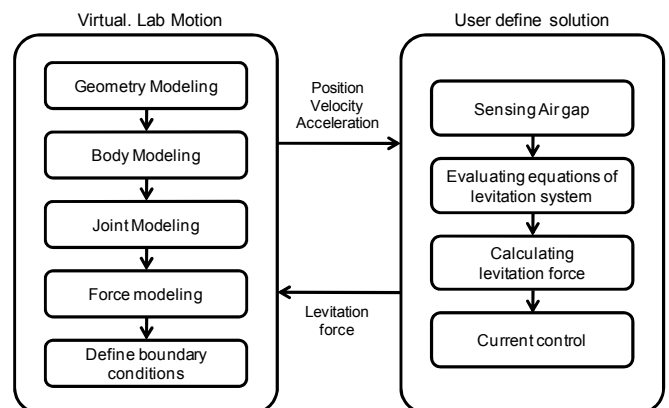 Virtual. Lab Motion
Geometry Modeling
Body Modeling
Joint Modeling
Force modeling
Define boundary
conditions
Position
Velocity
Acceleration
Levitation
force
User define solution
Sensing Air gap
Evaluating equations of
levitation system
Calculating
levitation force
Current control